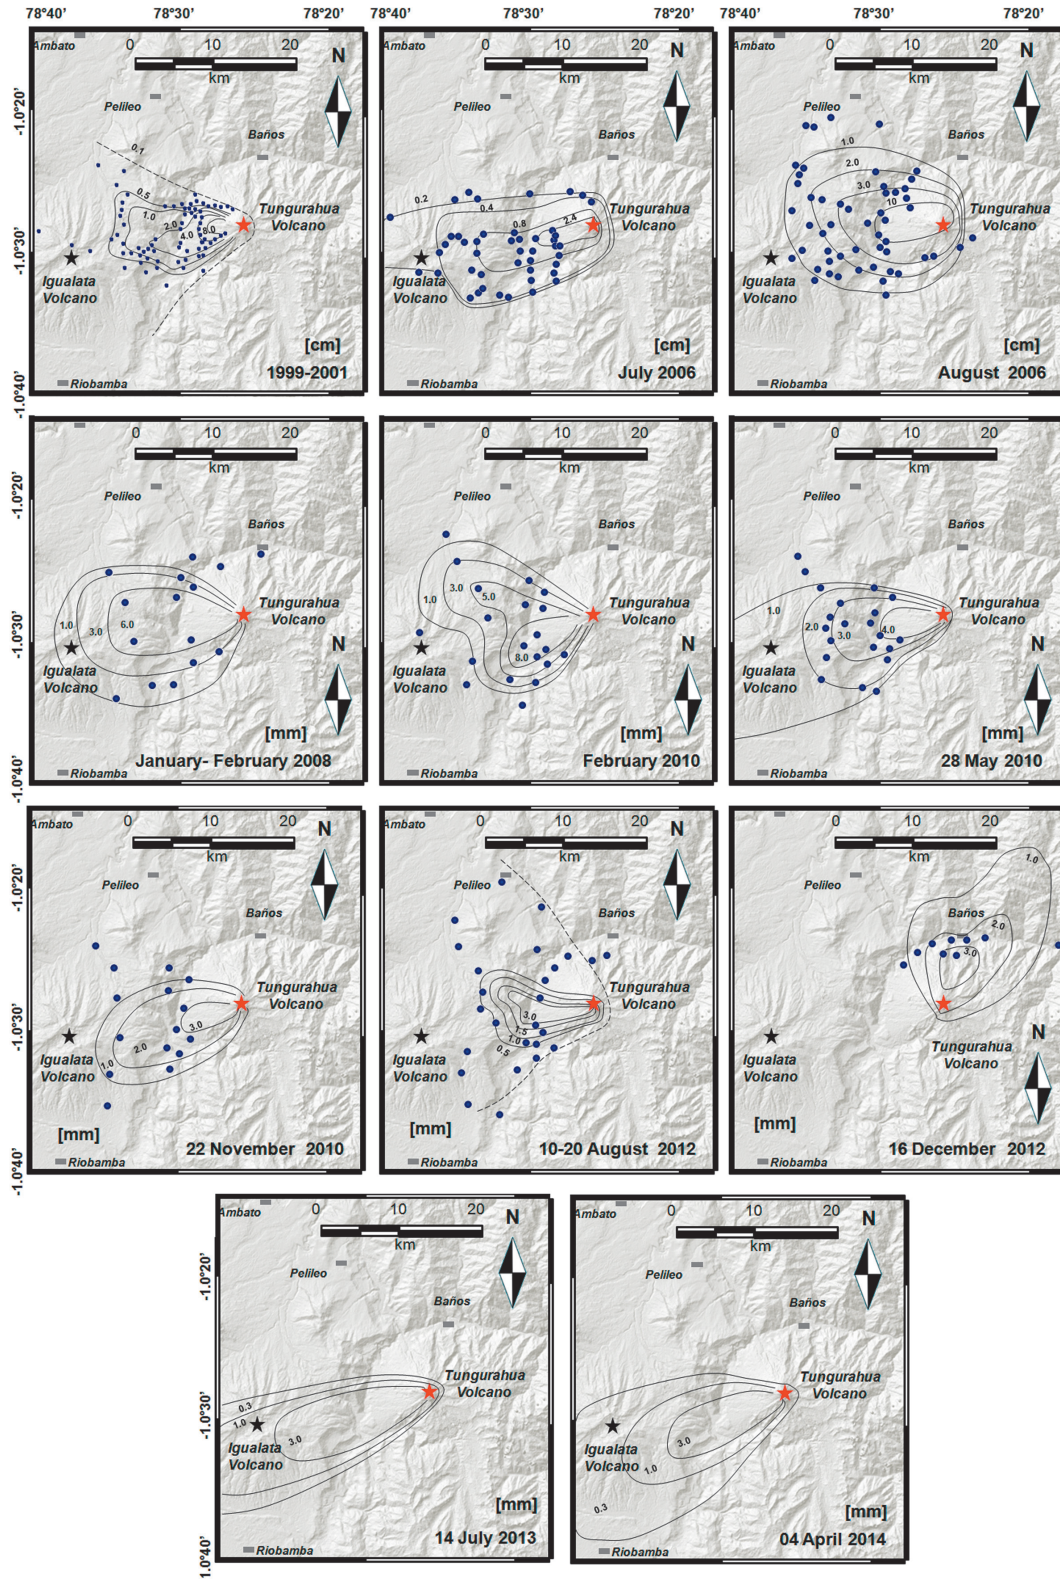 78°40' 78°30' 78°20' 78°40' 78°30' 78°20'
Ambato 0 10 20 N
km
Pelileo
Baños
0.1
0.5
1.0
2.0
4.0
8.0
Tungurahua
Volcano
Igualata
Volcano
[cm]
Riobamba 1999-2001
-1.0°20'
-1.0°30'
-1.0°40'
Ambato 0 10 20 N
km
Pelileo
Baños
0.2
0.4
0.8
2.4
Tungurahua
Volcano
Igualata
Volcano
[cm]
Riobamba July 2006
Ambato 0 10 20 N
km
Pelileo
Baños
1.0
2.0
3.0
10
Tungurahua
Volcano
Igualata
Volcano
[cm]
Riobamba August 2006
0 10 20
km
Pelileo
Baños
1.0
3.0
6.0
Tungurahua
Volcano
N
Igualata
Volcano
[mm]
January- February 2008
Riobamba
-1.0°20'
-1.0°30'
-1.0°40'
0 10 20
km
Pelileo
Baños
1.0
3.0
5.0
8.0
Tungurahua
Volcano
N
Igualata
Volcano
[mm]
February 2010
Riobamba
0 10 20
km
Pelileo
Baños
1.0
2.0
3.0
4.0
Tungurahua
Volcano
N
Igualata
Volcano
[mm]
28 May 2010
Riobamba
Ambato 0 10 20 N
km
Pelileo
Baños
1.0
2.0
3.0
Tungurahua
Volcano
Igualata
Volcano
[mm]
22 November 2010
Riobamba
-1.0°20'
-1.0°30'
-1.0°40'
Ambato 0 10 20 N
km
Pelileo
Baños
3.0
1.5
1.0
0.5
Tungurahua
Volcano
Igualata
Volcano
[mm]
10-20 August 2012
Riobamba
Ambato 0 10 20
km
1.0
Pelileo
Baños
2.0
3.0
Tungurahua
Volcano
N
Igualata
Volcano
[mm]
16 December 2012
Riobamba
Ambato 0 10 20 N
km
Pelileo
Baños
0.3
1.0
3.0
Tungurahua
Volcano
Igualata
Volcano
[mm]
14 July 2013
Riobamba
-1.0°20'
-1.0°30'
1.0°40'
Ambato 0 10 20 N
km
Pelileo
Baños
3.0
1.0
0.3
Tungurahua
Volcano
Igualata
Volcano
[mm]
04 April 2014
Riobamba